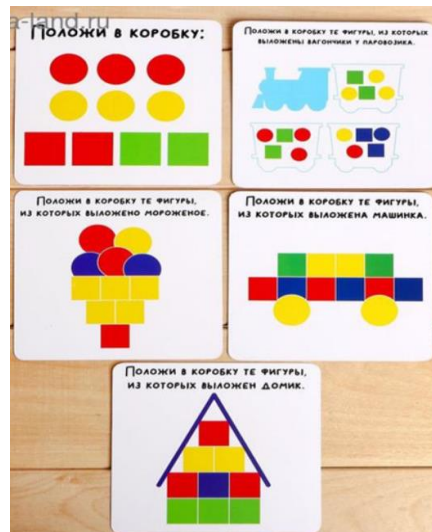 a-land.ru
Положи в коробку:
Положи в коробку те фигуры, из которых
выложены вагончики у паровозика.
Положи в коробку те фигуры,
из которых выложено мороженое.
Положи в коробку те фигуры,
из которых выложена машинка.
Положи в коробку те фигуры,
из которых выложен домик.